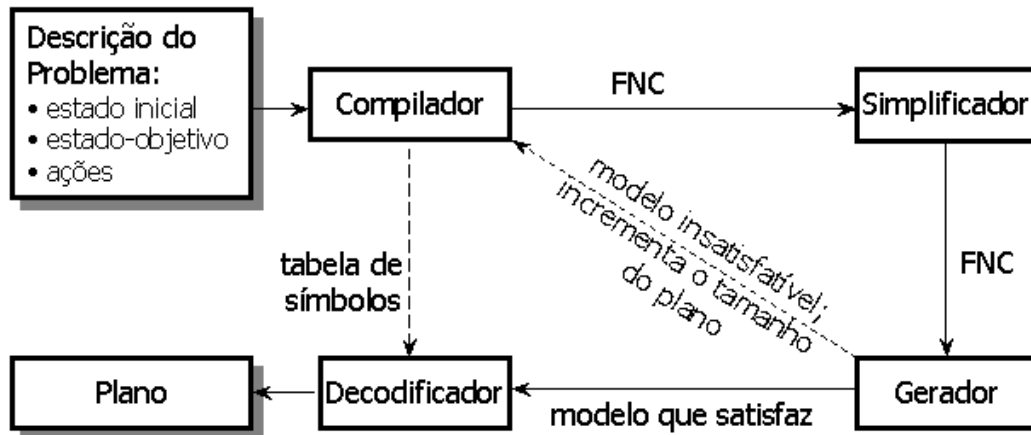 Descrição do
Problema:
• estado inicial
• estado-objetivo
• ações
Compilador
FNC
Simplificador
modelo insatisfatível;
incrementa o tamanho
do plano
tabela de
símbolos
FNC
Plano
Decodificador
modelo que satisfaz
Gerador